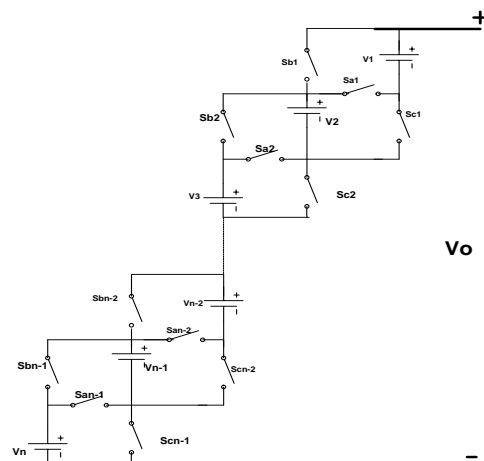 +
Sb1
V1
+
Sa1
Sb2
+
V2
Sc1
Sa2
V3
+
Sc2
Vo
Sbn-2
Vn-2
+
San-2
Sbn-1
+
Vn-1
Scn-2
San-1
Vn
+
Scn-1
–